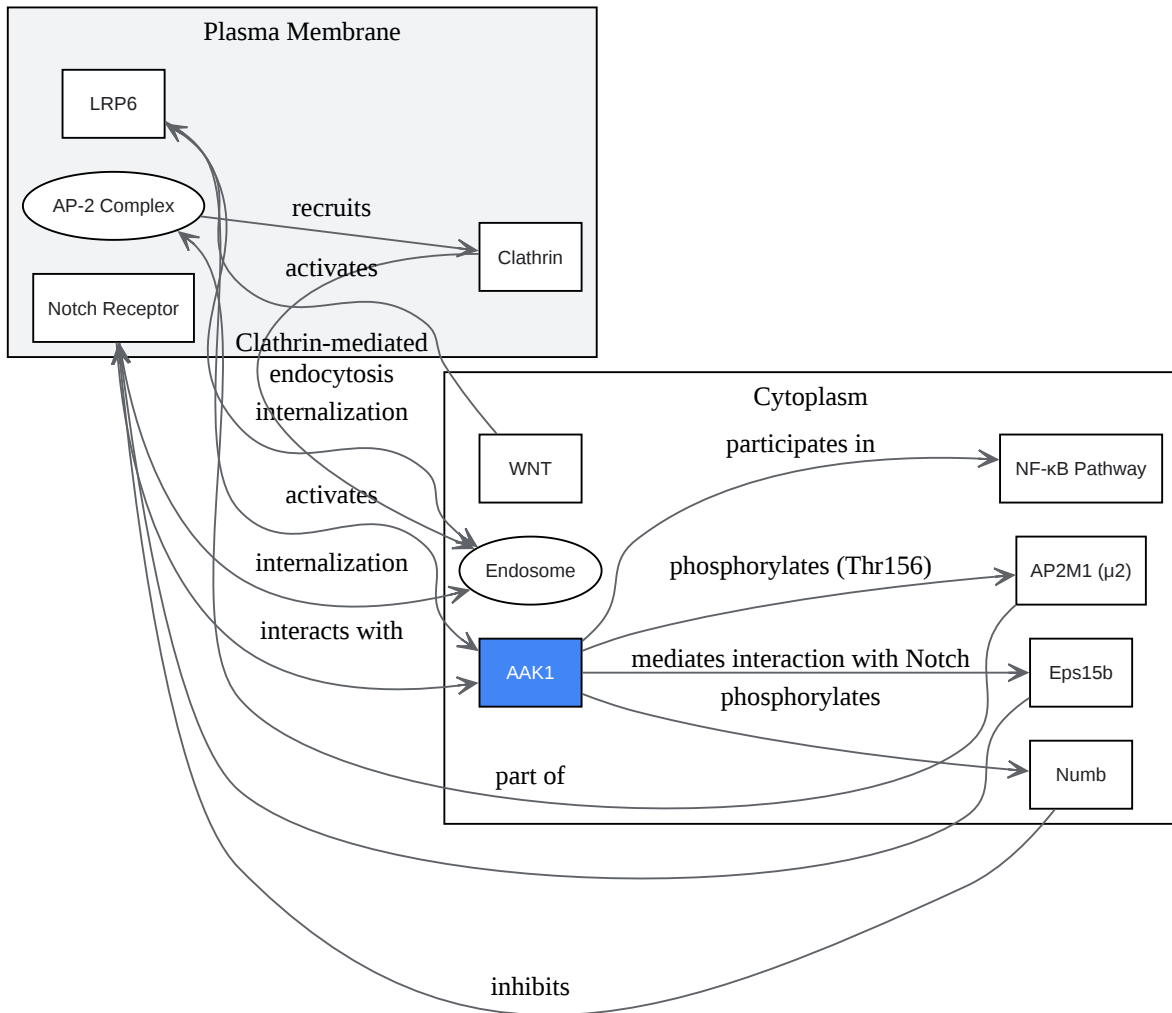 Plasma Membrane
LRP6
AP-2 Complex
recruits
Clathrin
activates
Notch Receptor
Clathrin-mediated
endocytosis
internalization
Cytoplasm
participates in
WNT
NF-κB Pathway
activates
internalization
Endosome
phosphorylates (Thr156)
AP2M1 (μ2)
interacts with
AAK1
mediates interaction with Notch
Eps15b
phosphorylates
part of
Numb
inhibits